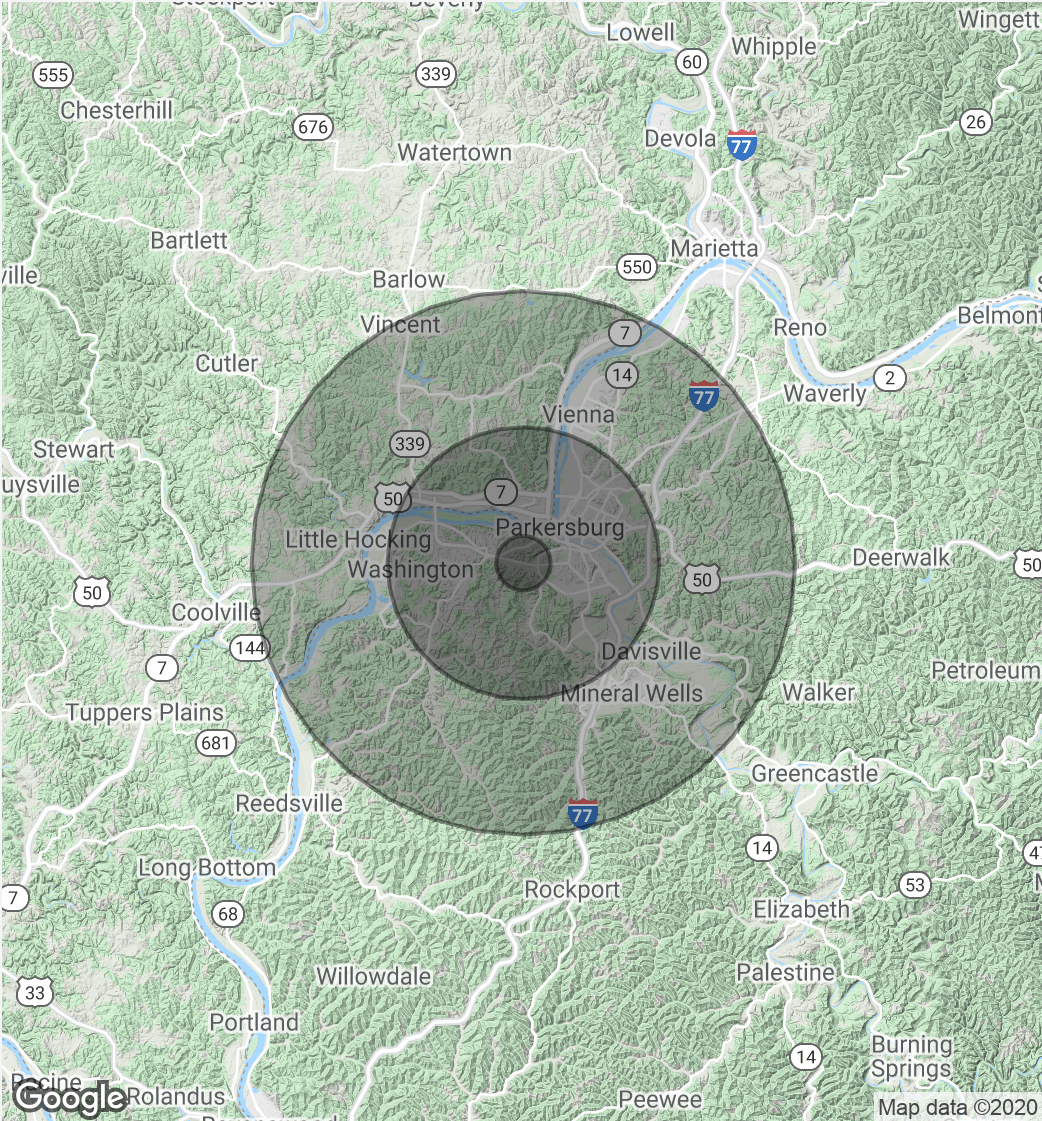 Lowell
Wingett
Whipple
60
555
339
Chesterhill
26
676
Devola
77
Watertown
Bartlett
Marietta
550
ville
Barlow
Belmont
Vincent
7
Reno
Cutler
14
2
77
Waverly
Vienna
339
Stewart
uysville
50
7
Parkersburg
Little Hocking
Deerwalk
50
Washington
50
50
Coolville
144
Davisville
7
Petroleum
Mineral Wells
Walker
Tuppers Plains
681
Greencastle
Reedsville
77
14
47
Long Bottom
53
7
Rockport
68
Elizabeth
Willowdale
Palestine
33
Portland
Burning
Springs
14
Racine
Google
Rolandus
Peewee
Map data ©2020